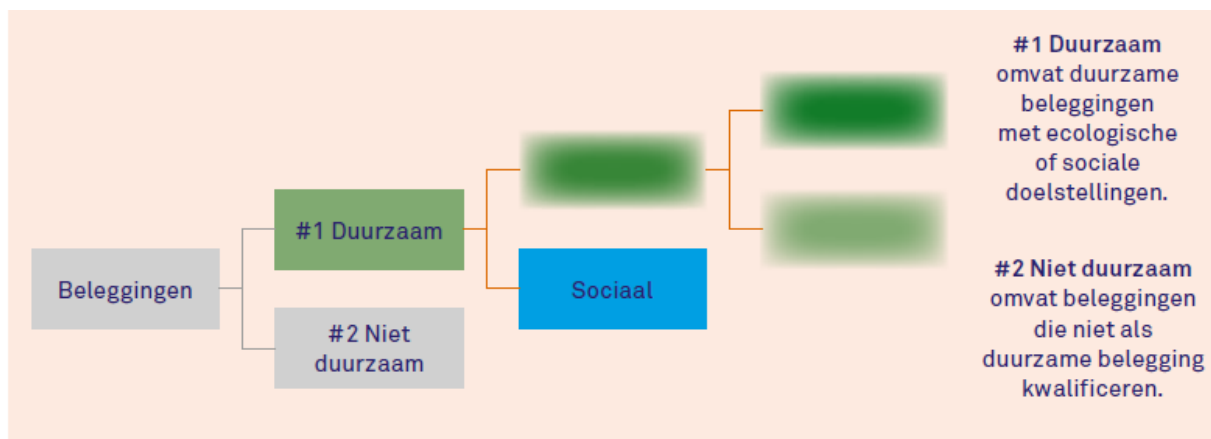 Beleggingen
#1 Duurzaam
#2 Niet
duurzaam
Sociaal
#1 Duurzaam
omvat duurzame
beleggingen
met ecologische
of sociale
doelstellingen.
#2 Niet duurzaam
omvat beleggingen
die niet als
duurzame belegging
kwalificeren.